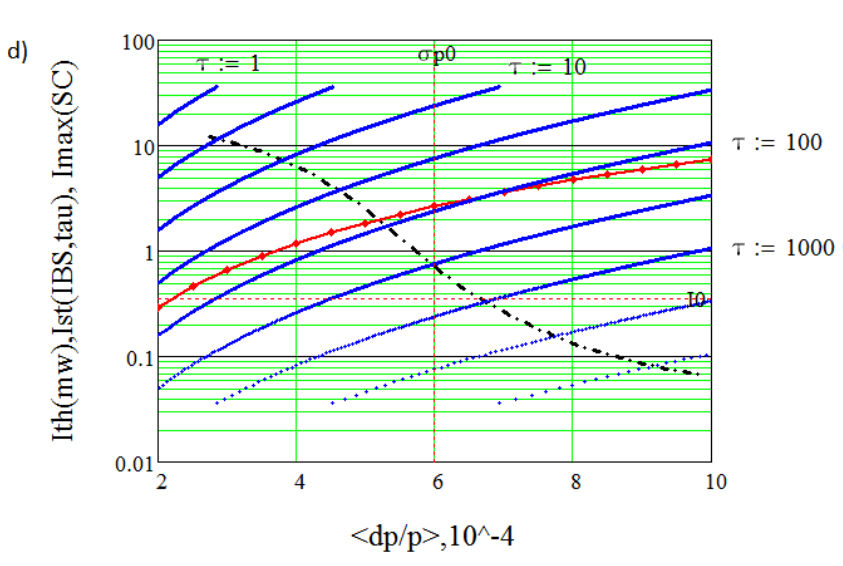 d)
Ith(mw),Ist(IBS,tau), Imax(SC)
100
10
1
0.1
0.01
τ := 1
σp0
τ := 10
τ := 100
τ := 1000
I0
2 4 6 8 10
<dp/p>,10^-4